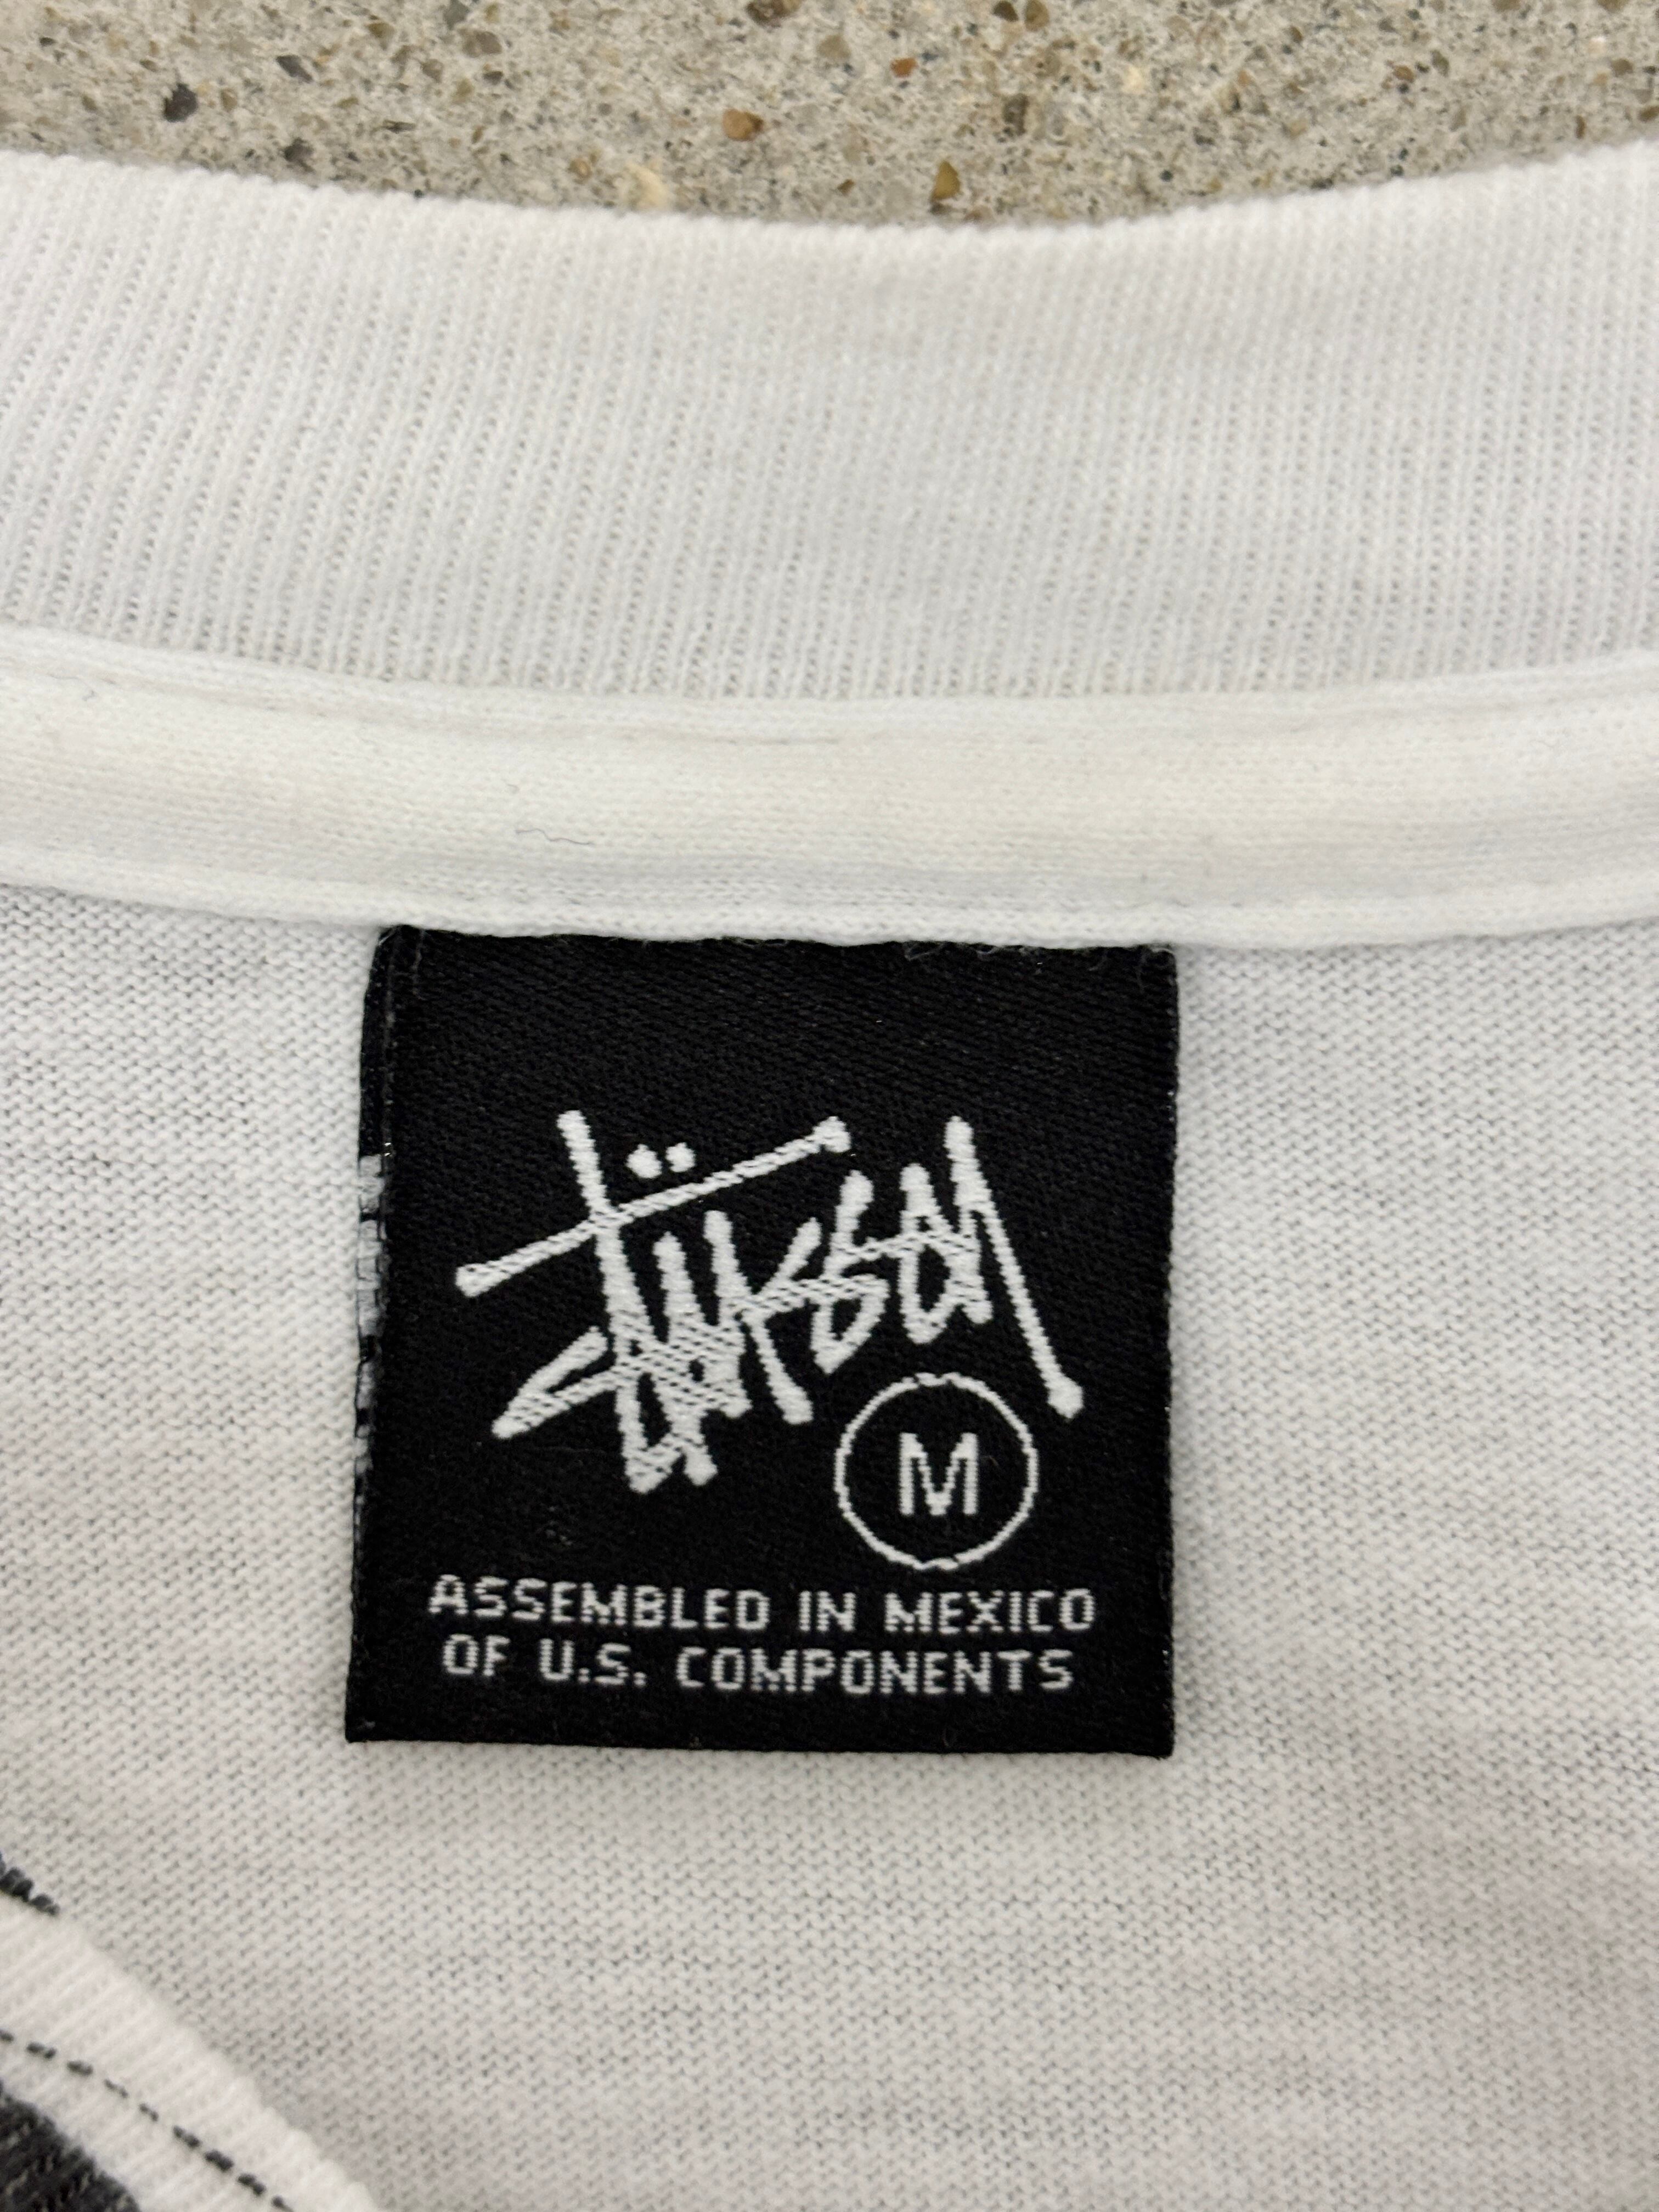 Stüssy
M
ASSEMBLED IN MEXICO
OF U.S. COMPONENTS